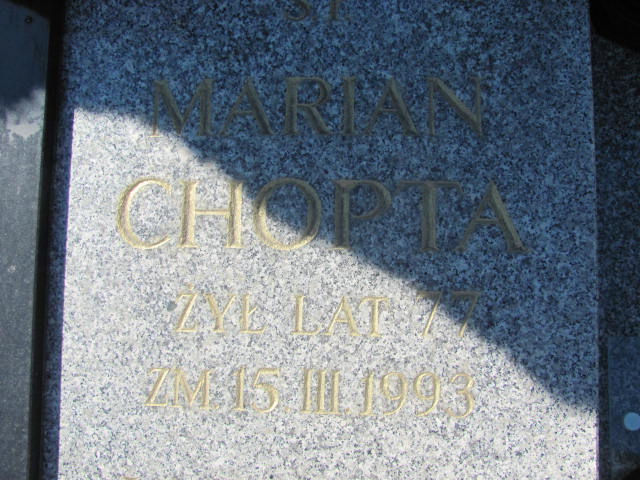 Ś.P.
MARIAN
CHOPTA
ŻYŁ LAT 77
ZM. 15.III.1993